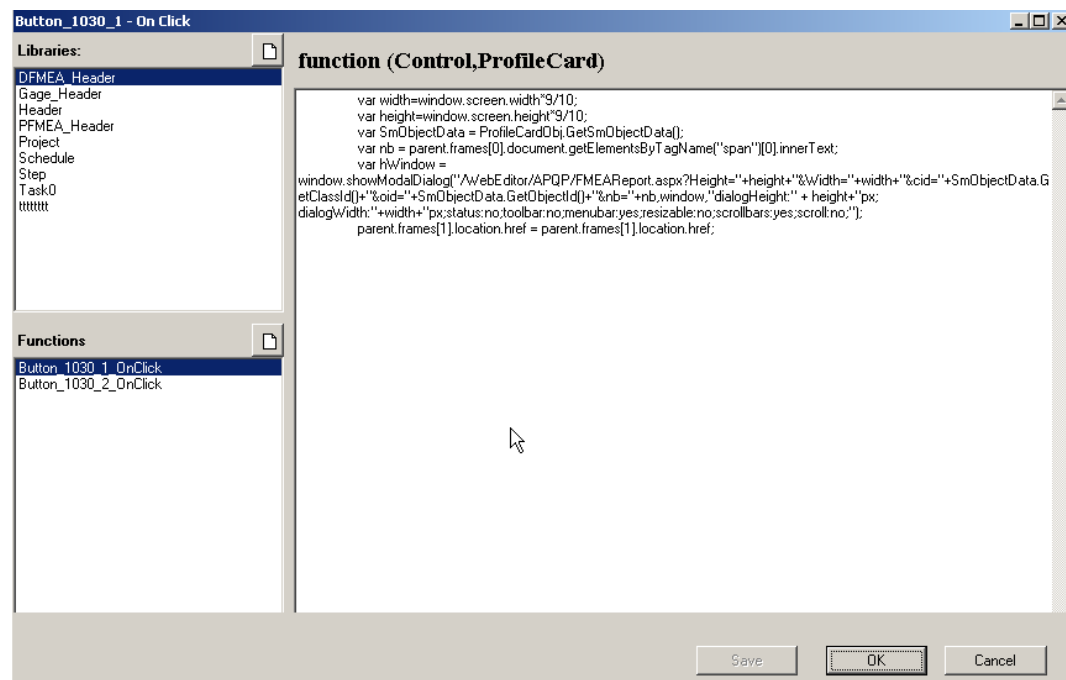 Button_1030_1 - On Click
Libraries:
DFMEA_Header
Gage_Header
Header
PFMEA_Header
Project
Schedule
Step
Task0
tttttttt
Functions
Button_1030_1_OnClick
Button_1030_2_OnClick
function (Control,ProfileCard)
var width=window.screen.width*9/10;
var height=window.screen.height*9/10;
var SmObjectData = ProfileCardObj.GetSmObjectData();
var nb = parent.frames[0].document.getElementsByTagName("span")[0].innerText;
var hWindow =
window.showModalDialog("/WebEditor/APQP/FMEAReport.aspx?Height="+height+"&Width="+width+"&cid="+SmObjectData.G
etClassId()+"&oid="+SmObjectData.GetObjectId()+"&nb="+nb,window,"dialogHeight:" + height+"px;
dialogWidth:"+width+"px;status:no;toolbar:no;menubar:yes;resizable:no;scrollbars:yes;scroll:no;");
parent.frames[1].location.href = parent.frames[1].location.href;
Save
OK
Cancel